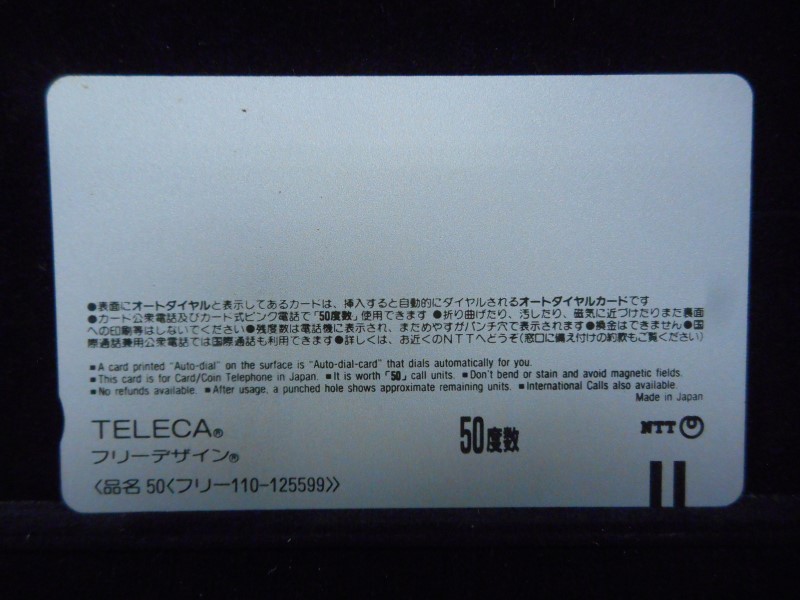 ●表面にオートダイヤルと表示してあるカードは、挿入すると自動的にダイヤルされるオートダイヤルカードです
●カード公衆電話及びカード式ピンク電話で「50度数」使用できます ●折り曲げたり、汚したり、磁気に近づけたりまた裏面
への印刷等はしないでください●残度数は電話機に表示され、まためやすがパンチ穴で表示されます●換金はできません●国
際通話兼用公衆電話では国際通話も利用できます●詳しくは、お近くのNTTへどうぞ(窓口に備え付けの約款もご覧ください)
■A card printed "Auto-dial" on the surface is "Auto-dial-card" that dials automatically for you.
■This card is for Card/Coin Telephone in Japan. ■It is worth「50」call units. ■Don't bend or stain and avoid magnetic fields.
■No refunds available. ■After usage, a punched hole shows approximate remaining units. ■International Calls also available.
Made in Japan
TELECA®
50度数
NTT
フリーデザイン®
〈品名 50〈フリー110-125599〉〉